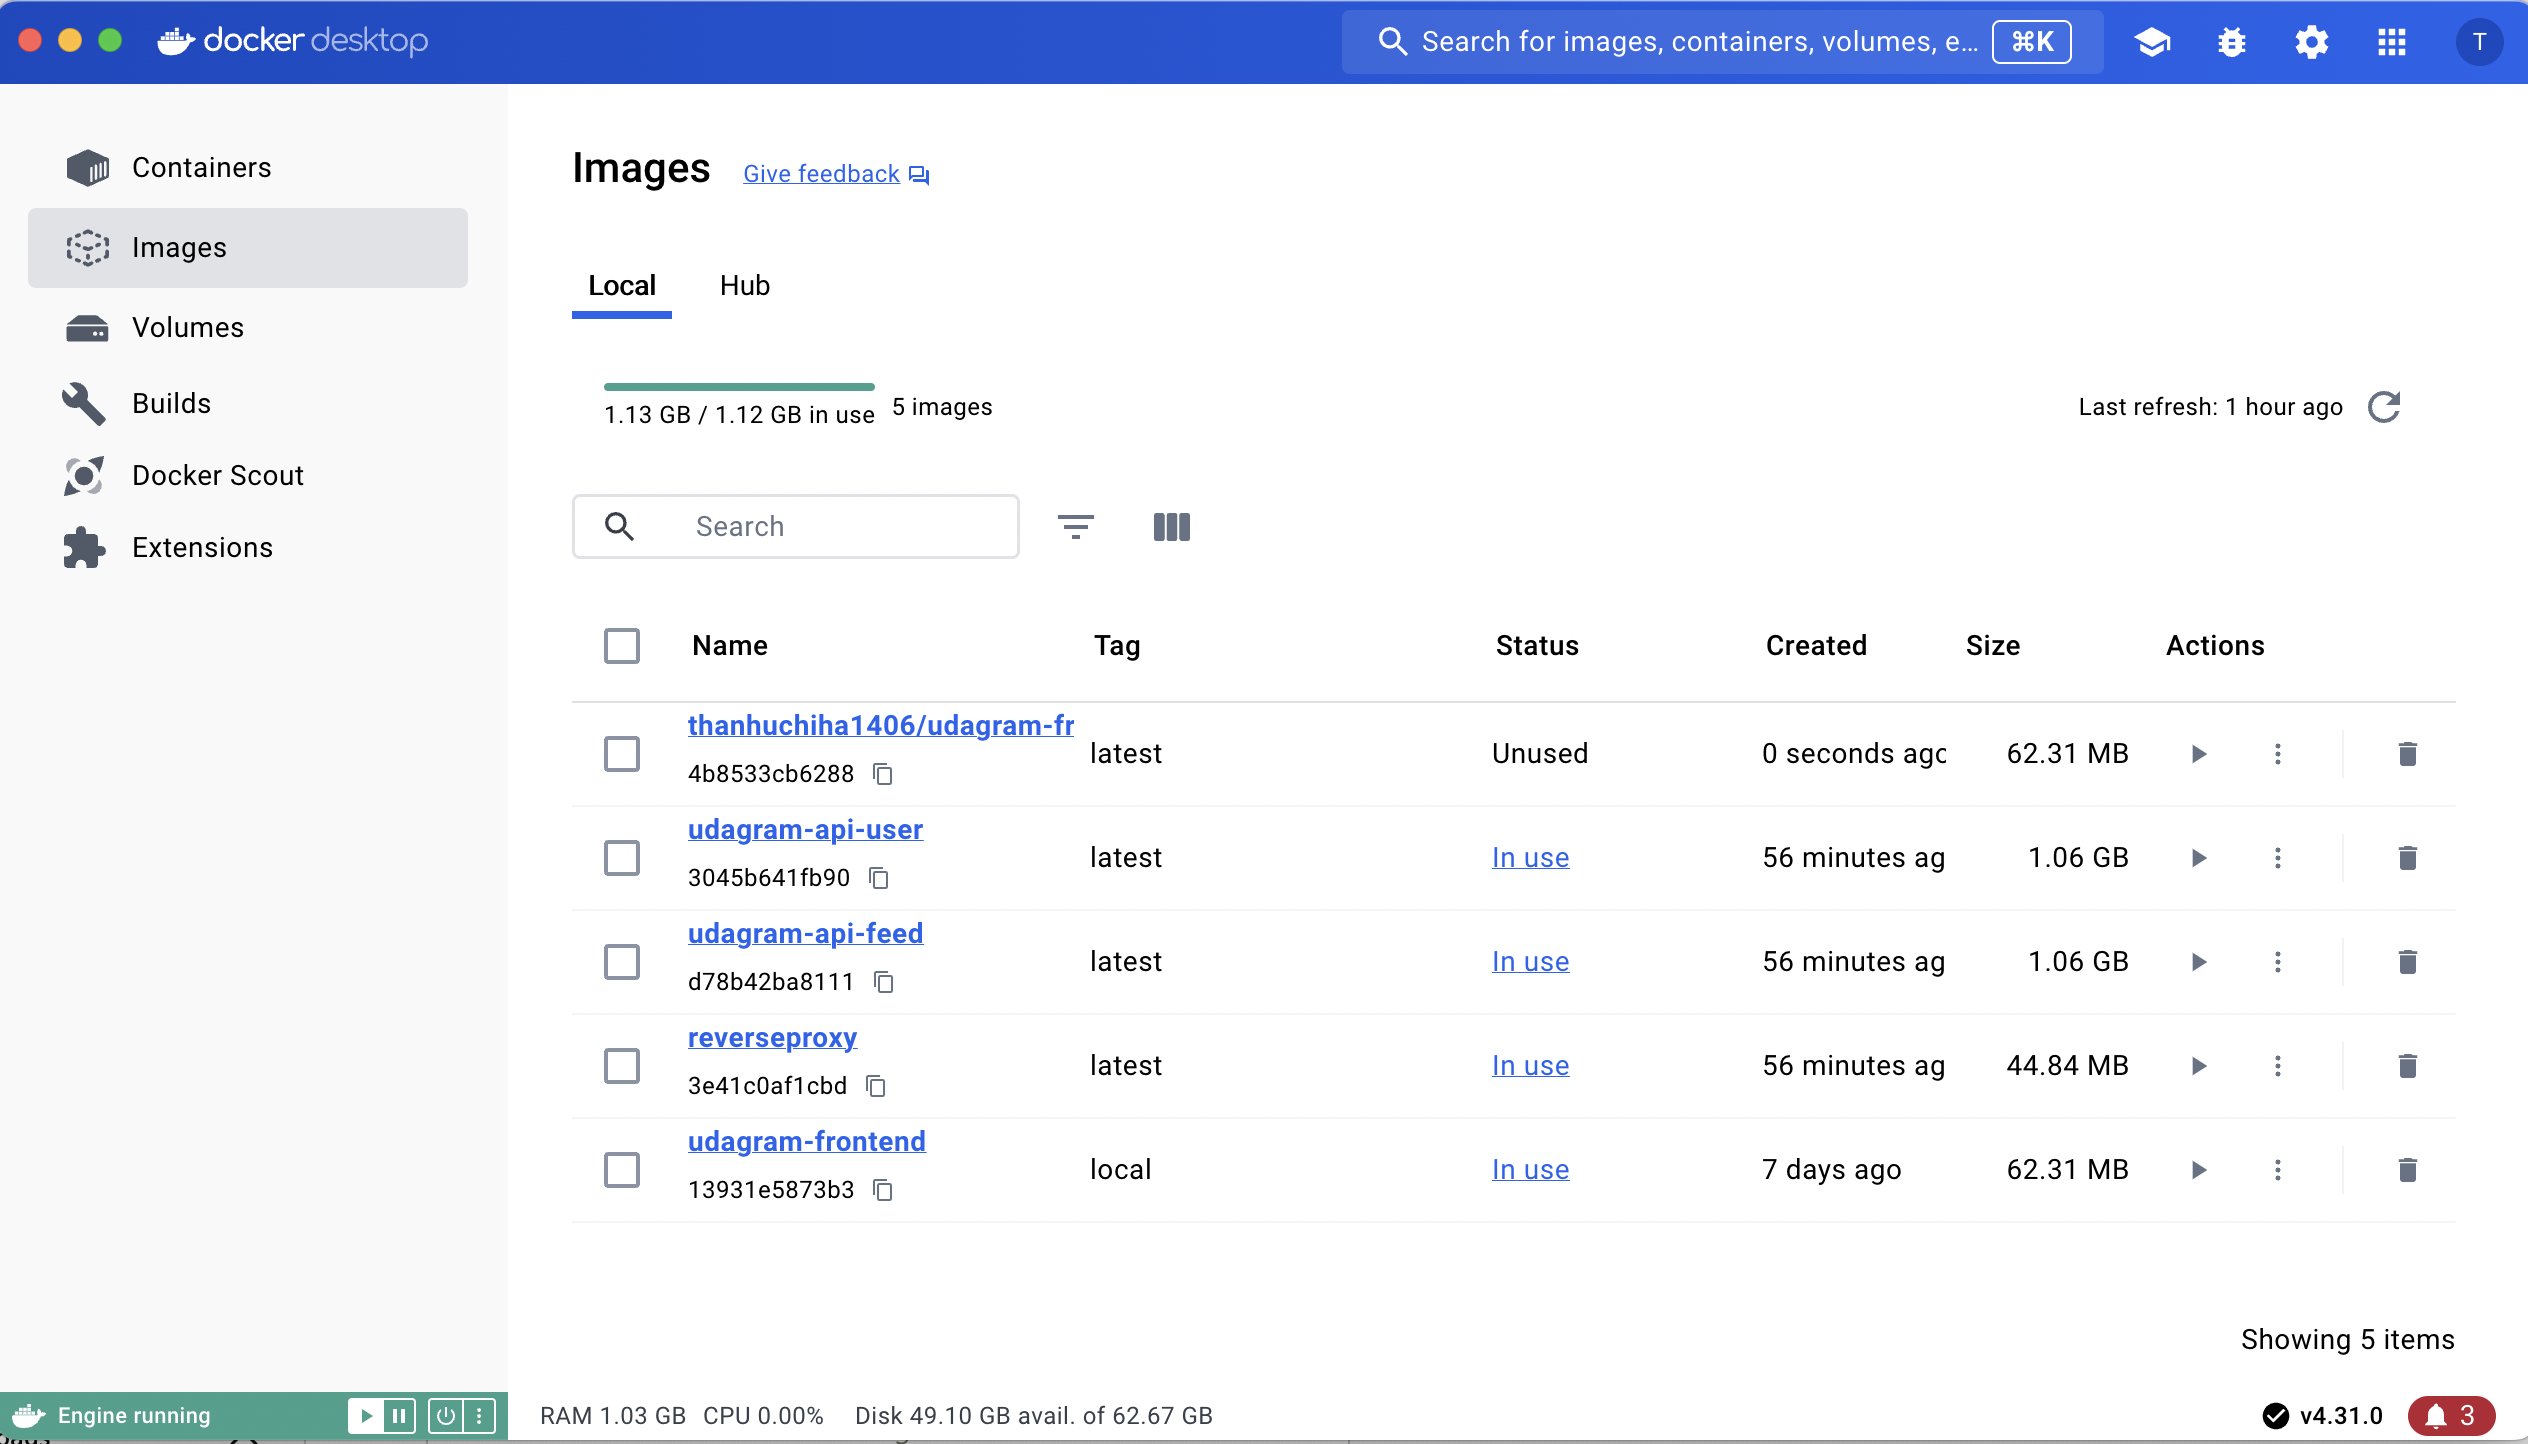 docker desktop
Search for images, containers, volumes, e... ⌘K
T
Containers
Images
Volumes
Builds
Docker Scout
Extensions
Images
Give feedback
Local Hub
1.13 GB / 1.12 GB in use 5 images
Last refresh: 1 hour ago
Search
Name Tag Status Created Size Actions
thanhuchiha1406/udagram-fr
4b8533cb6288
latest Unused 0 seconds ago 62.31 MB
udagram-api-user
3045b641fb90
latest In use 56 minutes ag 1.06 GB
udagram-api-feed
d78b42ba8111
latest In use 56 minutes ag 1.06 GB
reverseproxy
3e41c0af1cbd
latest In use 56 minutes ag 44.84 MB
udagram-frontend
13931e5873b3
local In use 7 days ago 62.31 MB
Showing 5 items
Engine running
RAM 1.03 GB CPU 0.00% Disk 49.10 GB avail. of 62.67 GB
v4.31.0
3